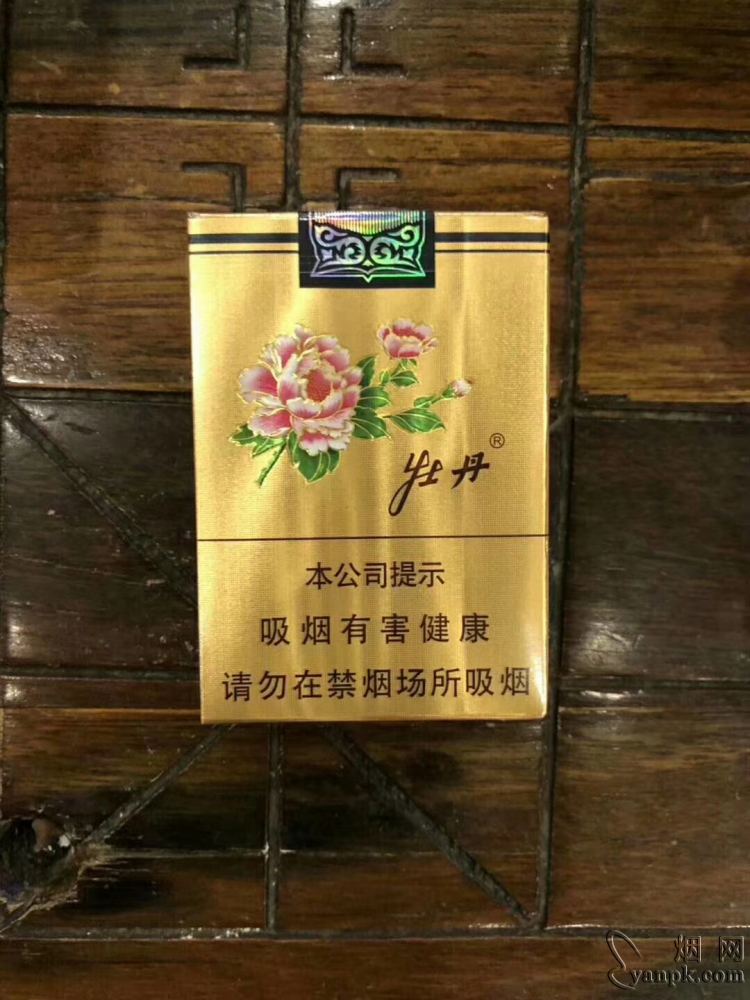 牡丹®
本公司提示
吸烟有害健康
请勿在禁烟场所吸烟
烟网
yanpk.com